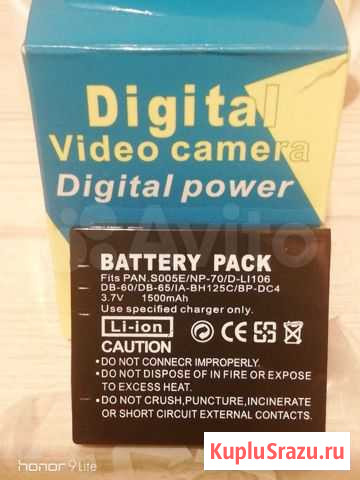 Digital
Video camera
Digital power
BATTERY PACK
Fits PAN.S005E/NP-70/D-LI106
DB-60/DB-65/IA-BH125C/BP-DC4
3.7V 1500mAh
Use specified charger only
Li-ion
CAUTION:
DO NOT CONNECR IMPROPERLY.
DO NOT DISPOSE OF IN FIRE OR EXPOSE
TO EXCESS HEAT.
DO NOT CRUSH,PUNCTURE,INCINERATE
OR SHORT CIRCUIT EXTERNAL CONTACTS.
Avito
honor 9 Lite
KupluSrazu.ru